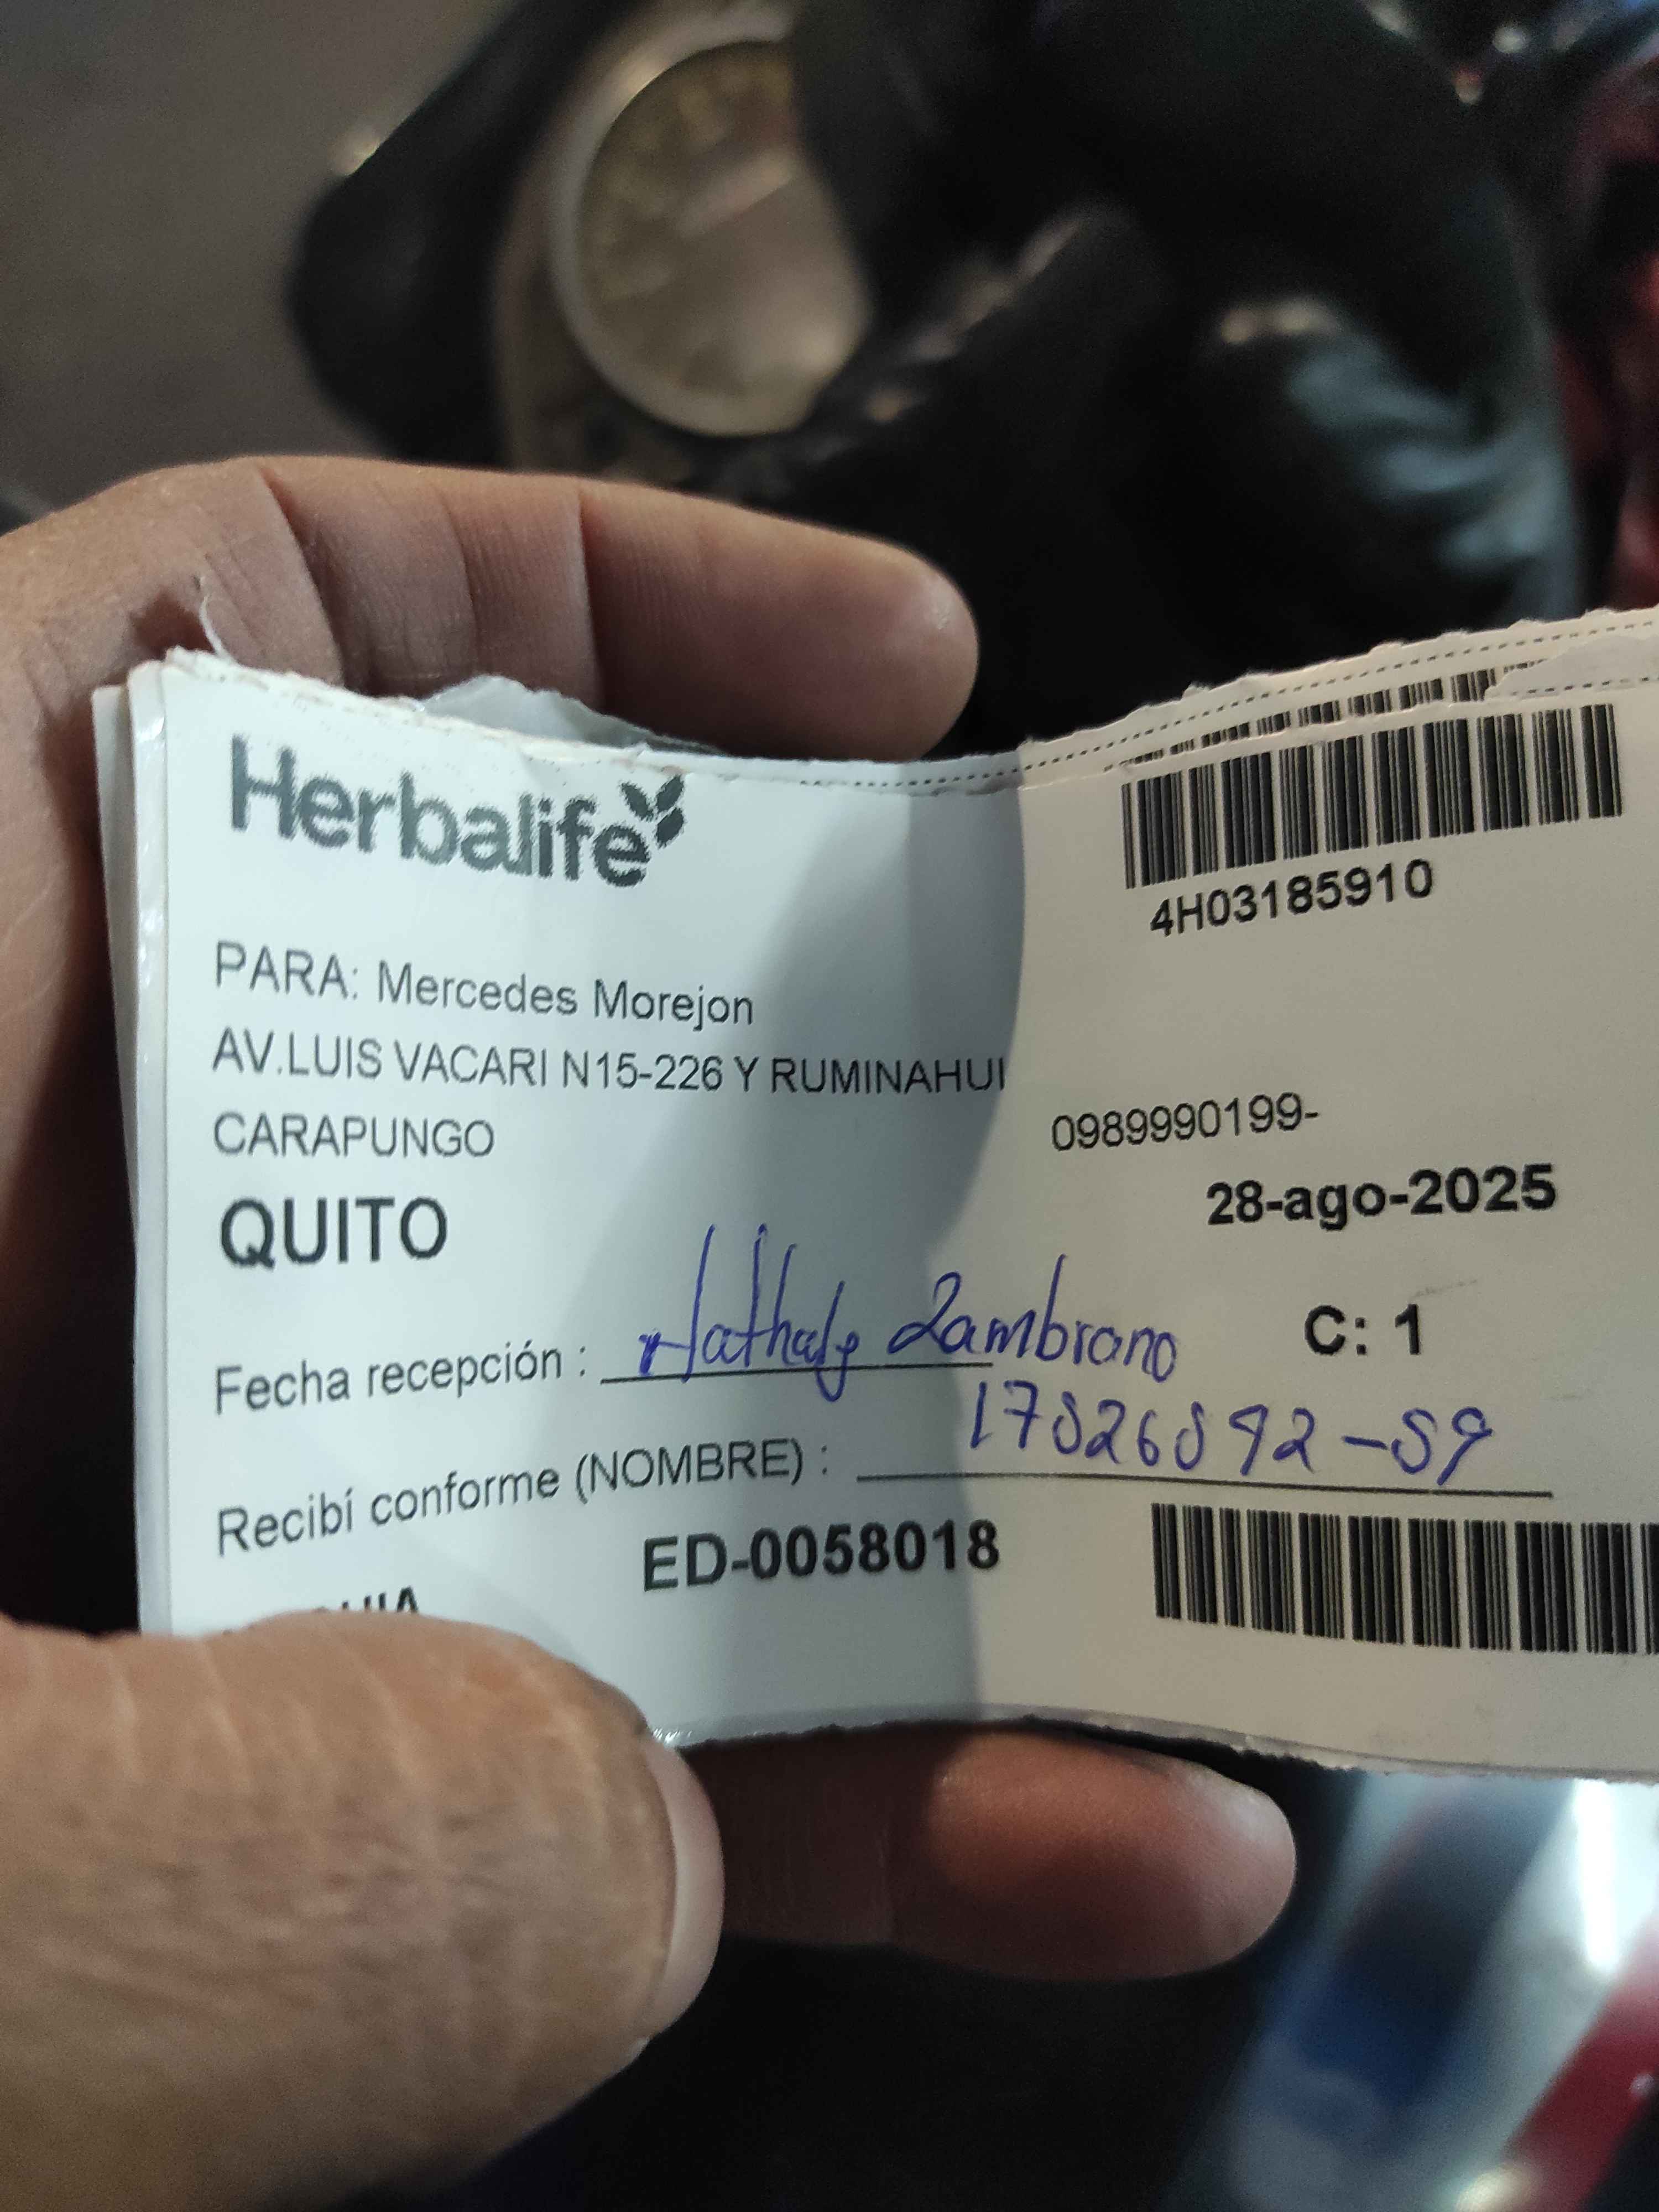 Herbalife
4H03185910
PARA: Mercedes Morejon
AV.LUIS VACARI N15-226 Y RUMINAHUI
CARAPUNGO
0989990199-
QUITO
28-ago-2025
C: 1
Fecha recepción : Nathaly Zambrano
17526592-59
Recibí conforme (NOMBRE) :
ED-0058018